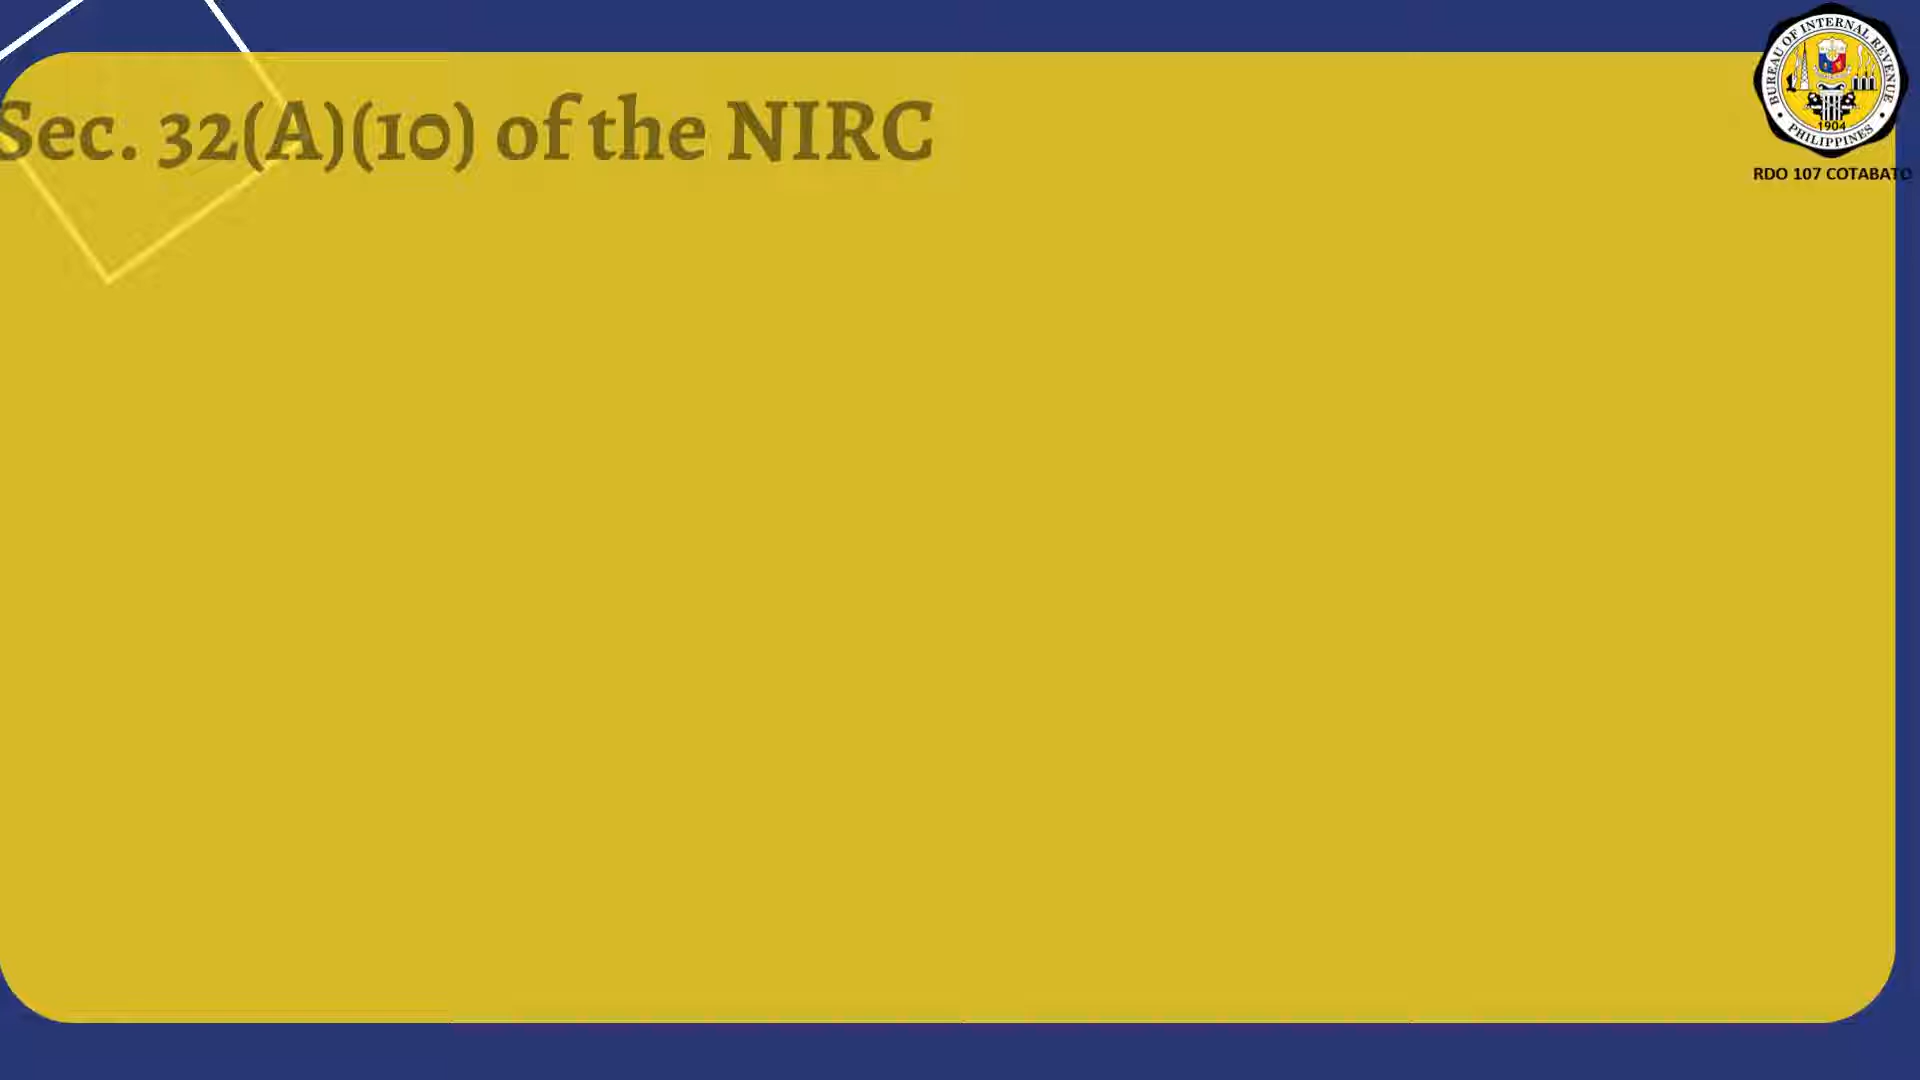 Sec. 32(A)(10) of the NIRC
BUREAU OF INTERNAL REVENUE
1904
PHILIPPINES
RDO 107 COTABATO